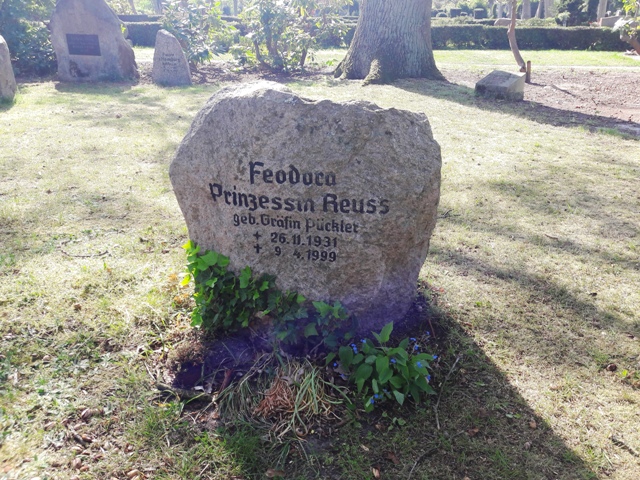 Feodora
Prinzessin Reuss
geb. Gräfin Pückler
* 26.11.1931
✝ 9. 4.1999